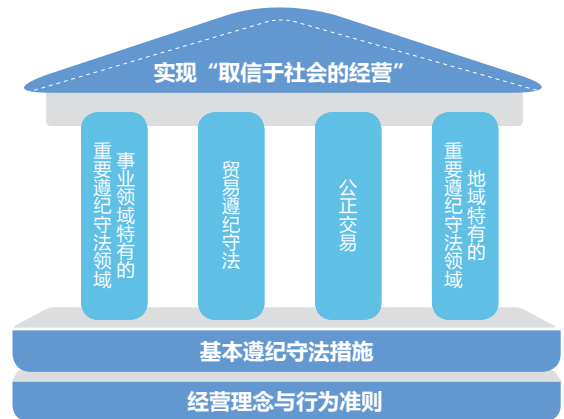 实现“取信于社会的经营”
事业领域特有的
重要遵纪守法领域
贸易遵纪守法
公正交易
地域特有的
重要遵纪守法领域
基本遵纪守法措施
经营理念与行为准则